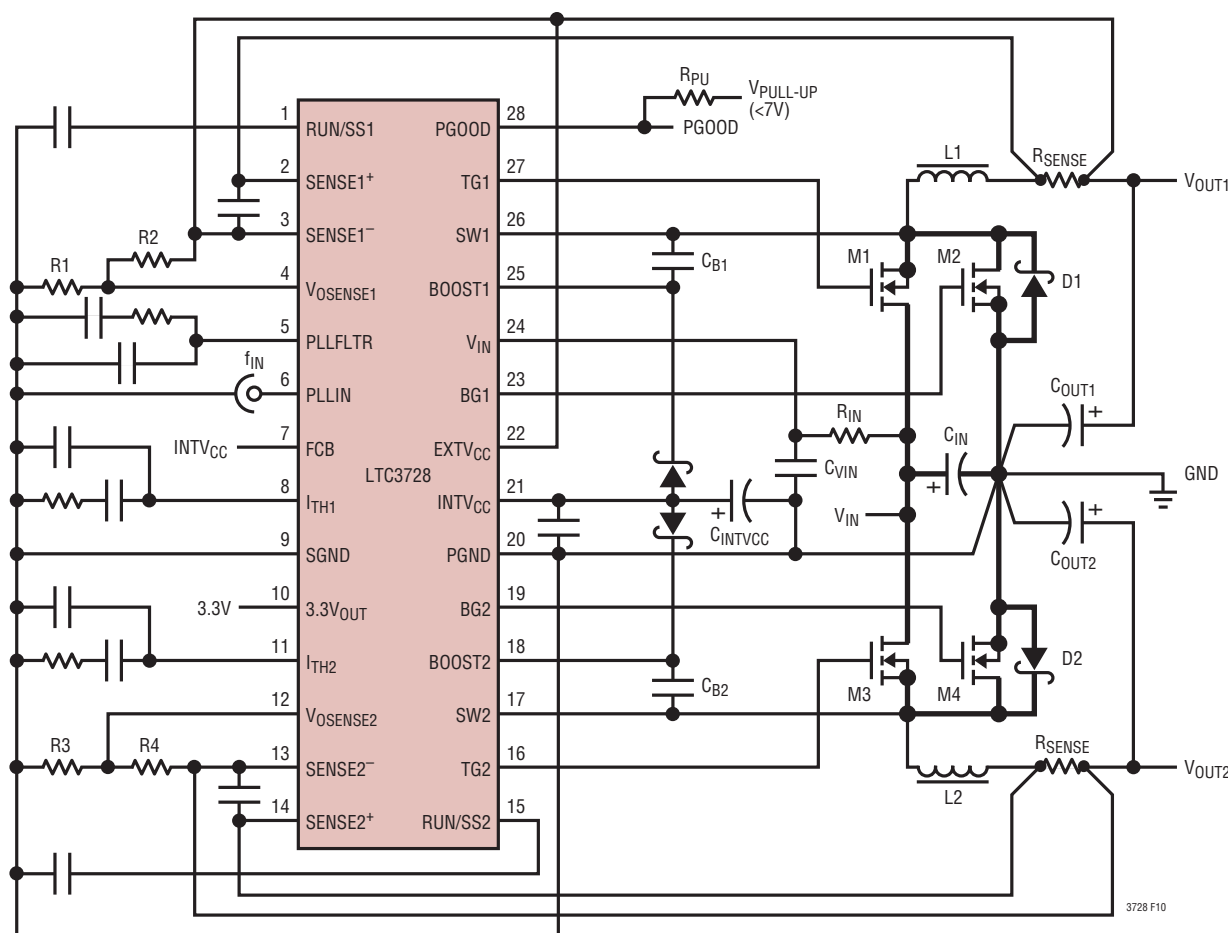 RPU
VPULL-UP
(<7V)
PGOOD
1
RUN/SS1
PGOOD
28
L1
RSENSE
2
SENSE1+
TG1
27
VOUT1
3
SENSE1–
SW1
26
R2
M1
M2
CB1
D1
R1
4
VOSENSE1
BOOST1
25
5
PLLFLTR
VIN
24
fIN
6
PLLIN
BG1
23
COUT1
RIN
CIN
INTVCC
7
FCB
EXTVCC
22
LTC3728
CVIN
GND
8
ITH1
INTVCC
21
+
CINTVCC
VIN
+
+
+
COUT2
9
SGND
PGND
20
3.3V
10
3.3VOUT
BG2
19
11
ITH2
BOOST2
18
D2
CB2
M3
M4
12
VOSENSE2
SW2
17
R3
R4
13
SENSE2–
TG2
16
RSENSE
VOUT2
L2
14
SENSE2+
RUN/SS2
15
3728 F10